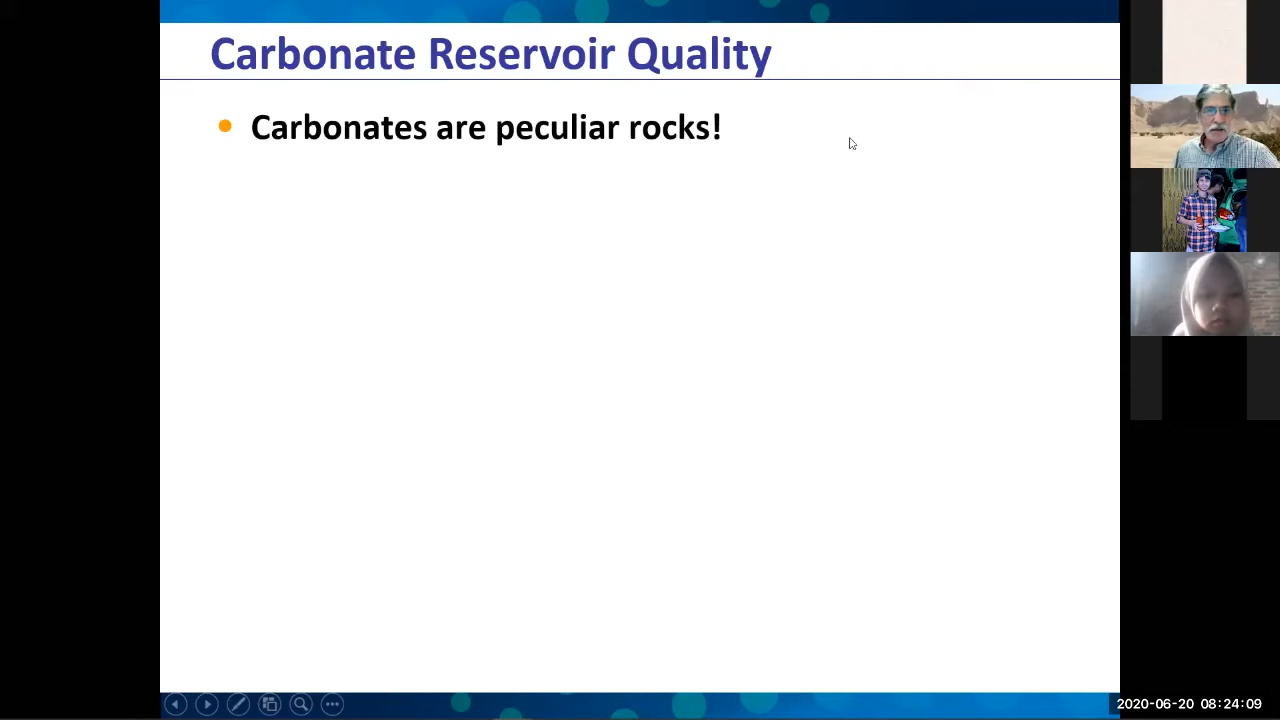 Carbonate Reservoir Quality
Carbonates are peculiar rocks!
2020-06-20 08:24:09